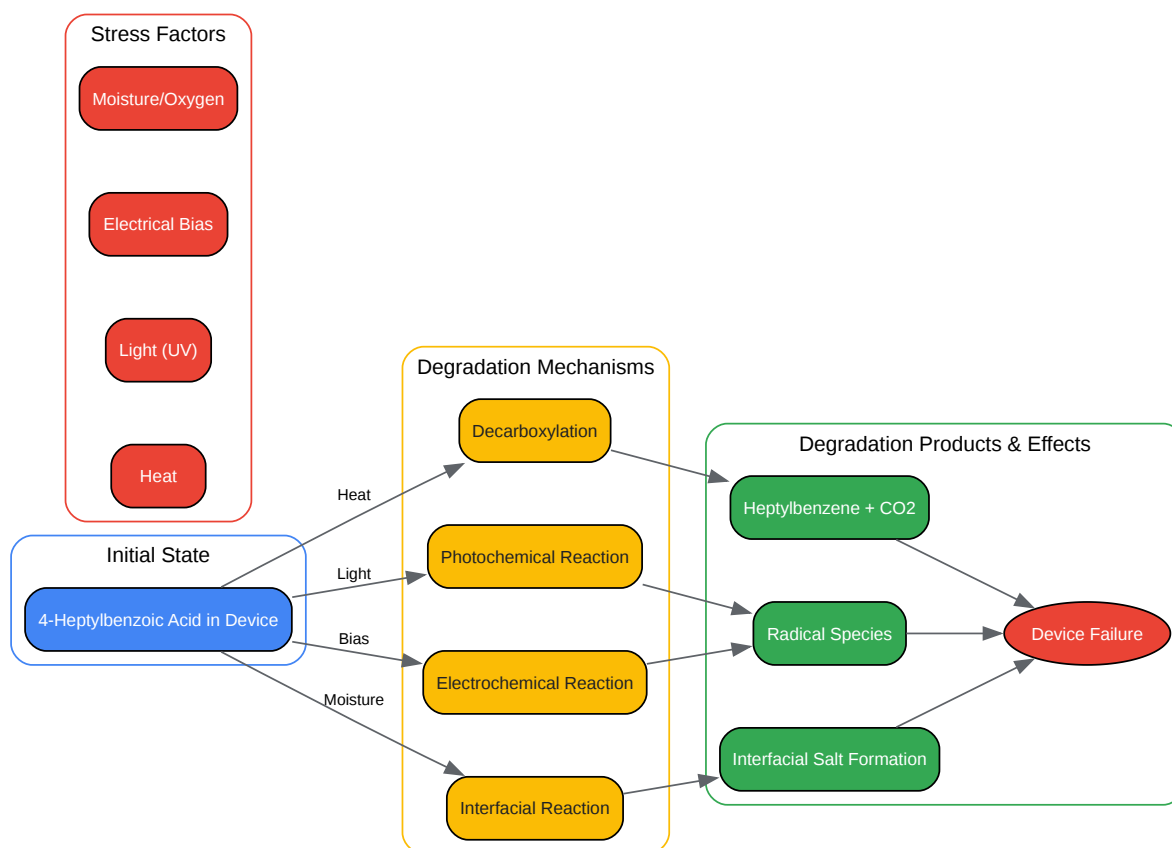 Stress Factors
Moisture/Oxygen
Electrical Bias
Light (UV)
Heat
Initial State
4-Heptylbenzoic Acid in Device
Heat
Light
Bias
Moisture
Degradation Mechanisms
Decarboxylation
Photochemical Reaction
Electrochemical Reaction
Interfacial Reaction
Degradation Products & Effects
Heptylbenzene + CO2
Radical Species
Interfacial Salt Formation
Device Failure